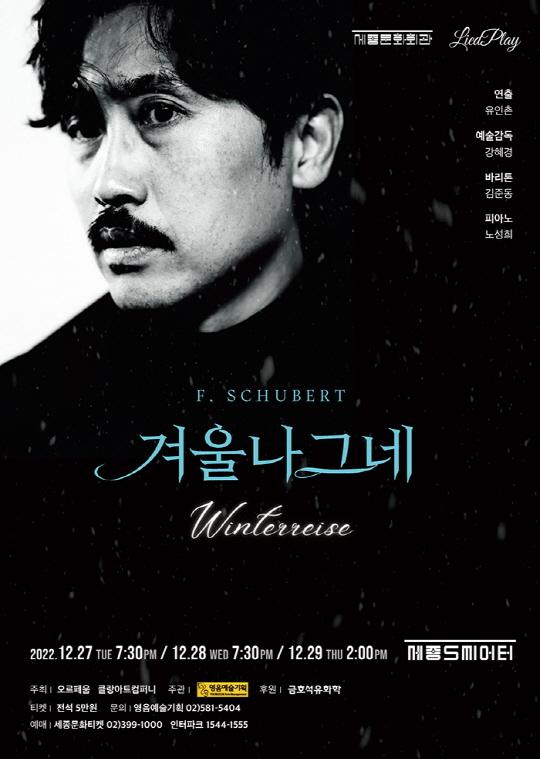 세종문화회관 LiedPlay
연출
유인촌
예술감독
강혜경
바리톤
김준동
피아노
노성희
F. SCHUBERT
겨울나그네
Winterreise
2022.12.27 TUE 7:30PM / 12.28 WED 7:30PM / 12.29 THU 2:00PM 세종S씨어터
주최 | 오르페움 클랑아트컴퍼니 주관 | 영음예술기획 후원 | 금호석유화학
티켓 | 전석 5만원 문의 | 영음예술기획 02)581-5404
예매 | 세종문화티켓 02)399-1000 인터파크 1544-1555